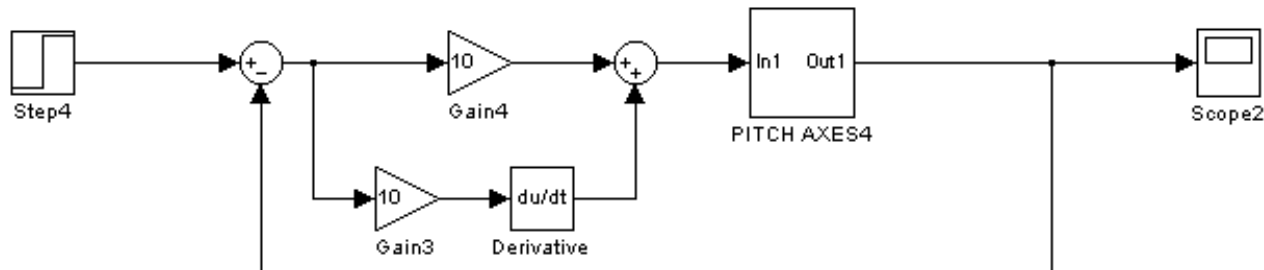 Step4
+
−
10
Gain4
+
+
In1 Out1
PITCH AXES4
Scope2
10
Gain3
du/dt
Derivative